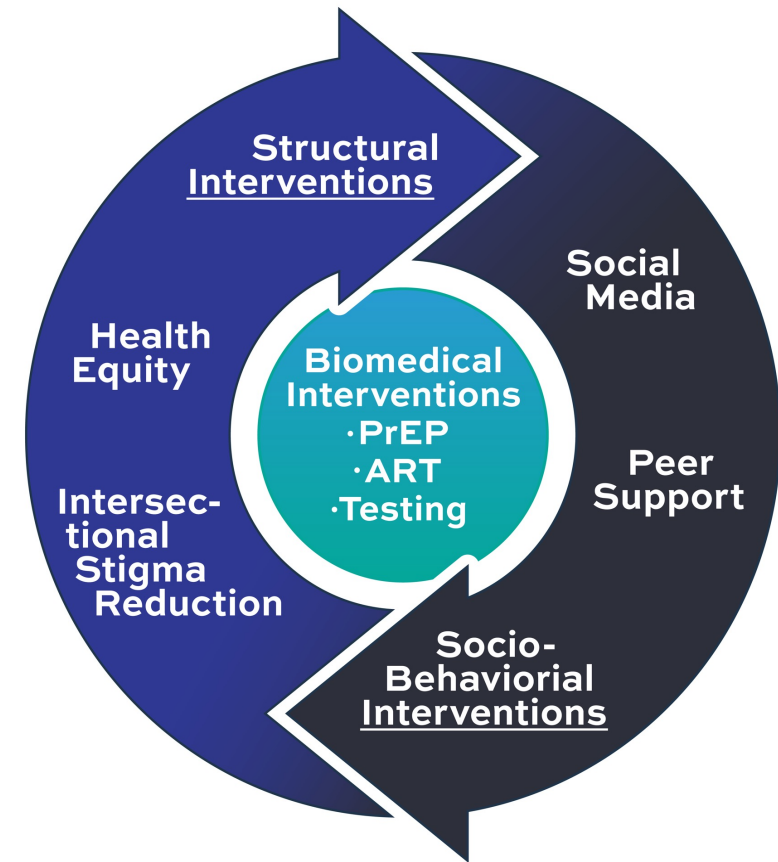 Structural
Interventions
Health
Equity
Intersec-
tional
Stigma
Reduction
Biomedical
Interventions
·PrEP
·ART
·Testing
Social
Media
Peer
Support
Socio-
Behaviorial
Interventions